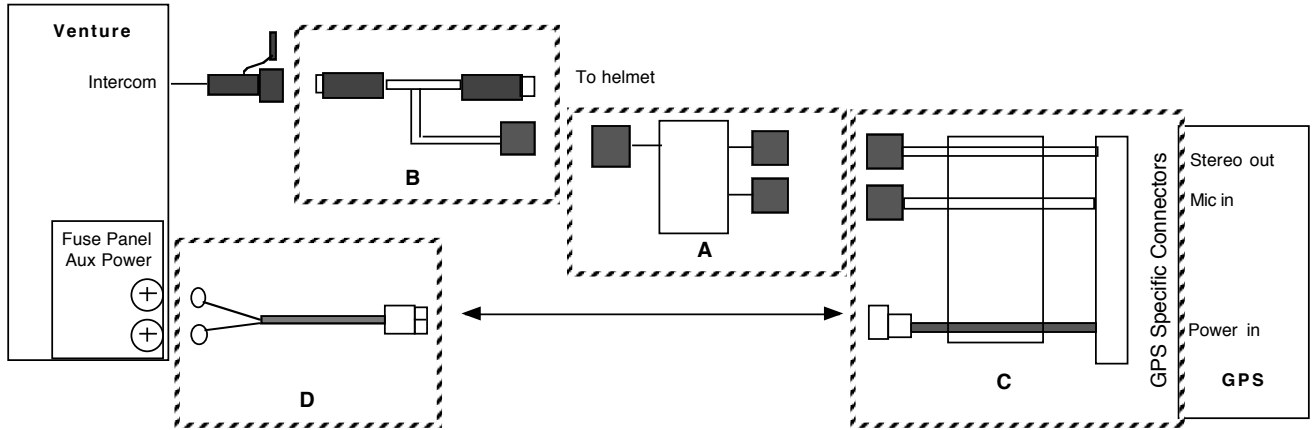 Venture
Intercom
To helmet
B
A
Stereo out
Mic in
GPS Specific Connectors
Fuse Panel
Aux Power
Power in
GPS
C
D